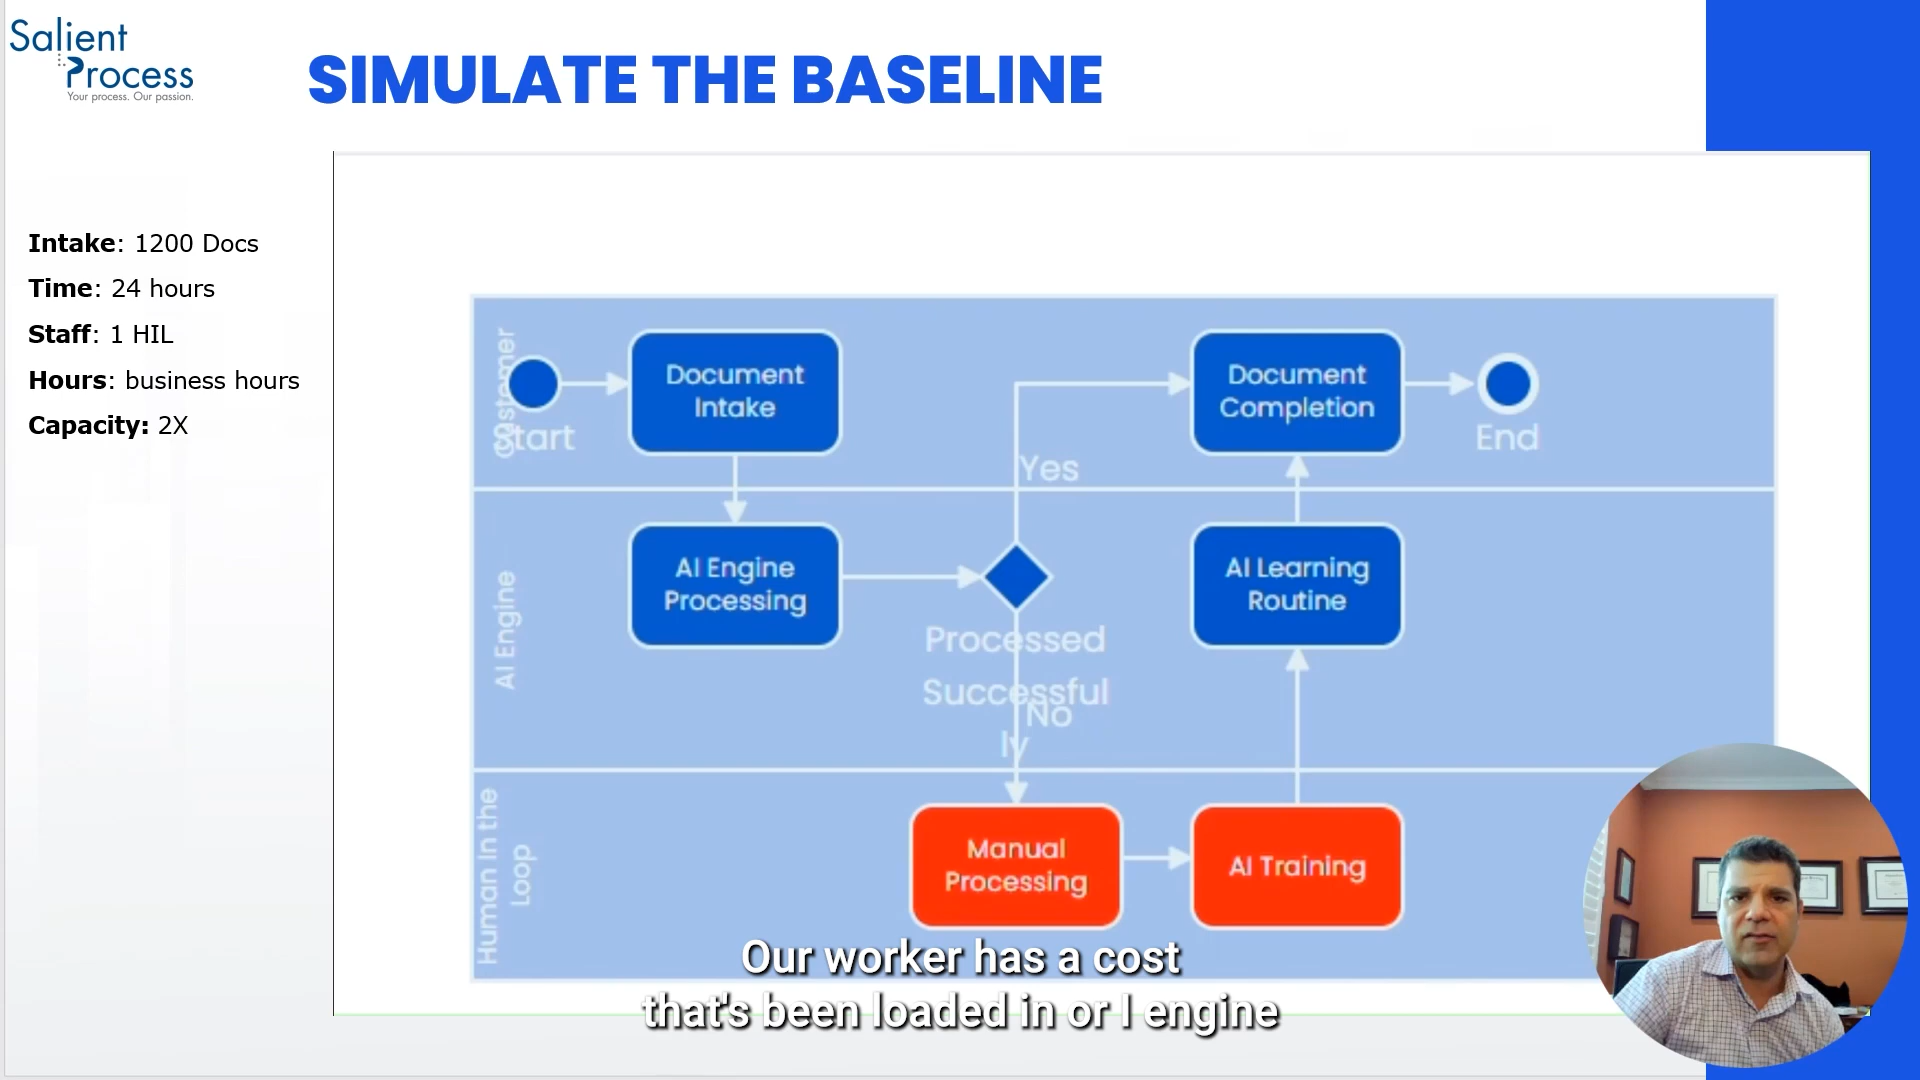 Salient
Process
Your process. Our passion.
SIMULATE THE BASELINE
Intake: 1200 Docs
Time: 24 hours
Staff: 1 HIL
Hours: business hours
Capacity: 2X
Customer
Start
Document
Intake
Document
Completion
End
Yes
AI Engine
AI Engine
Processing
Processed
Successful
ly
No
AI Learning
Routine
Human In the
Loop
Manual
Processing
AI Training
Our worker has a cost
that's been loaded in or I engine